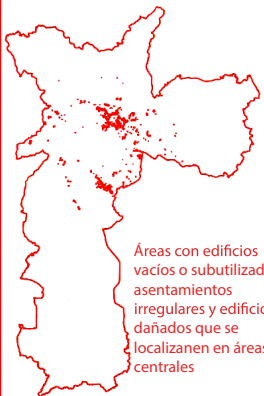 Áreas con edificios
vacíos o subutilizad
asentamientos
irregulares y edificio
dañados que se
localizanen en áreas
centrales